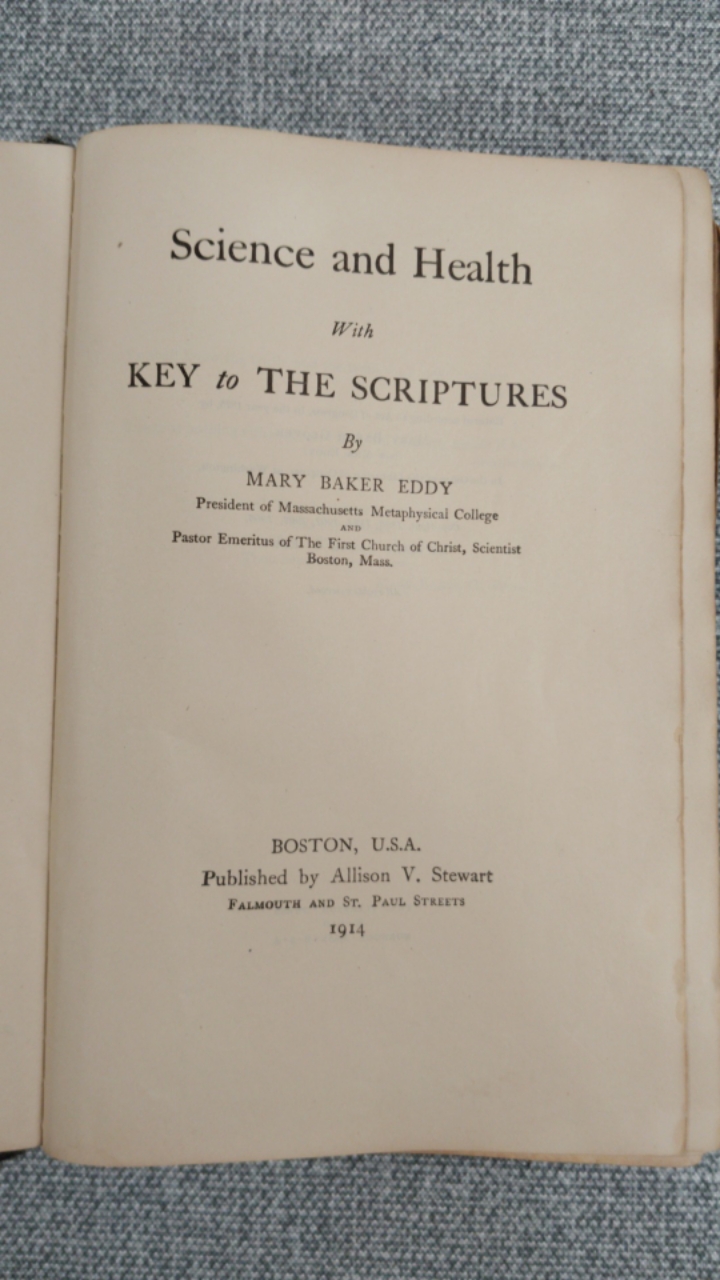 Science and Health
With
KEY to THE SCRIPTURES
By
MARY BAKER EDDY
President of Massachusetts Metaphysical College
AND
Pastor Emeritus of The First Church of Christ, Scientist
Boston, Mass.
BOSTON, U.S.A.
Published by Allison V. Stewart
FALMOUTH AND ST. PAUL STREETS
1914